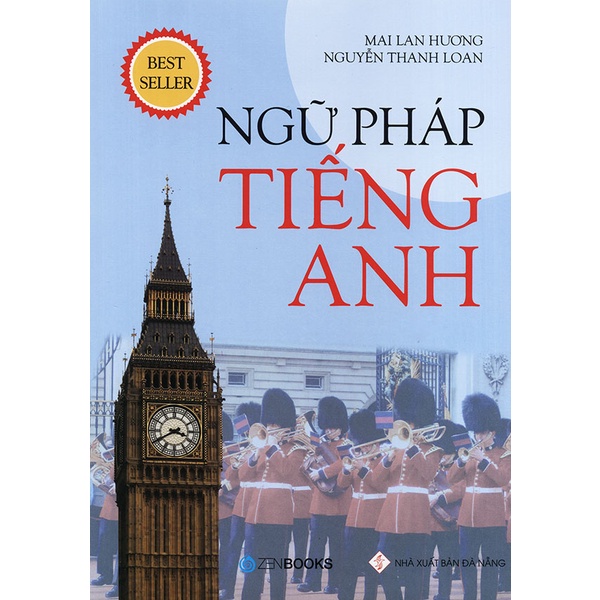 BEST
SELLER
MAI LAN HƯƠNG
NGUYỄN THANH LOAN
NGỮ PHÁP
TIẾNG
ANH
ZENBOOKS
NHÀ XUẤT BẢN ĐÀ NẴNG